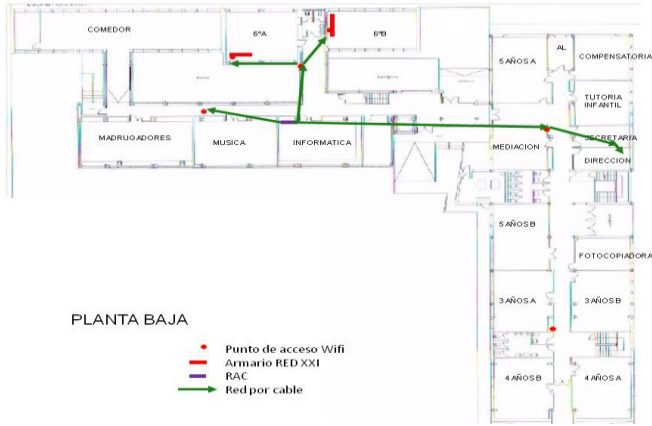 COMEDOR
6ºA
6ºB
5 AÑOS A
AL
COMPENSATORIA
TUTORIA
INFANTIL
MADRUGADORES
MUSICA
INFORMATICA
MEDIACION
SECRETARIA
DIRECCION
5 AÑOS B
FOTOCOPIADORA
3 AÑOS A
3 AÑOS B
4 AÑOS B
4 AÑOS A
PLANTA BAJA
Punto de acceso Wifi
Armario RED XXI
RAC
Red por cable